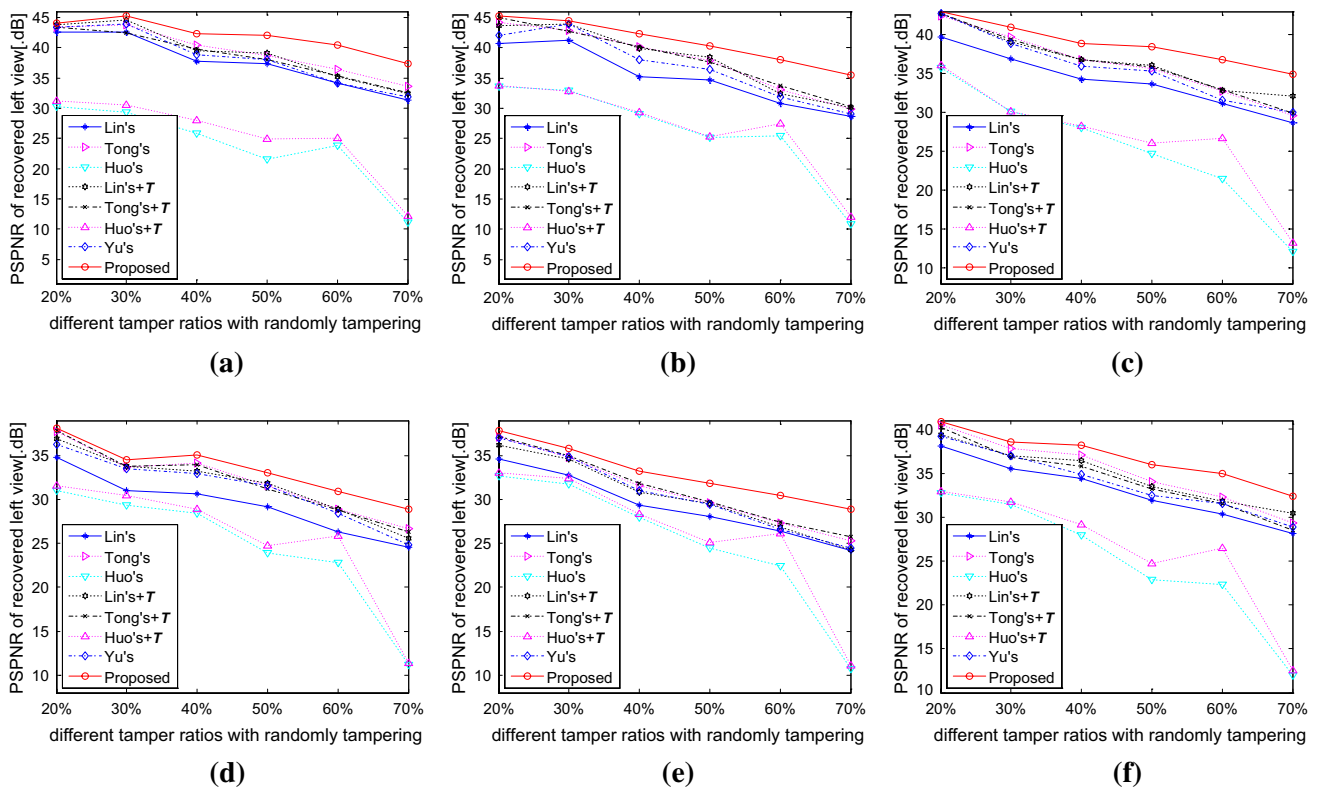 PSPNR of recovered left view[.dB]
45
40
35
30
25
20
15
10
5
Lin's
Tong's
Huo's
Lin's+T
Tong's+T
Huo's+T
Yu's
Proposed
20% 30% 40% 50% 60% 70%
different tamper ratios with randomly tampering
(a)
PSPNR of recovered left view[.dB]
45
40
35
30
25
20
15
10
5
Lin's
Tong's
Huo's
Lin's+T
Tong's+T
Huo's+T
Yu's
Proposed
20% 30% 40% 50% 60% 70%
different tamper ratios with randomly tampering
(b)
PSPNR of recovered left view[.dB]
40
35
30
25
20
15
10
Lin's
Tong's
Huo's
Lin's+T
Tong's+T
Huo's+T
Yu's
Proposed
20% 30% 40% 50% 60% 70%
different tamper ratios with randomly tampering
(c)
PSPNR of recovered left view[.dB]
35
30
25
20
15
10
Lin's
Tong's
Huo's
Lin's+T
Tong's+T
Huo's+T
Yu's
Proposed
20% 30% 40% 50% 60% 70%
different tamper ratios with randomly tampering
(d)
PSPNR of recovered left view[.dB]
35
30
25
20
15
10
Lin's
Tong's
Huo's
Lin's+T
Tong's+T
Huo's+T
Yu's
Proposed
20% 30% 40% 50% 60% 70%
different tamper ratios with randomly tampering
(e)
PSPNR of recovered left view[.dB]
40
35
30
25
20
15
10
Lin's
Tong's
Huo's
Lin's+T
Tong's+T
Huo's+T
Yu's
Proposed
20% 30% 40% 50% 60% 70%
different tamper ratios with randomly tampering
(f)